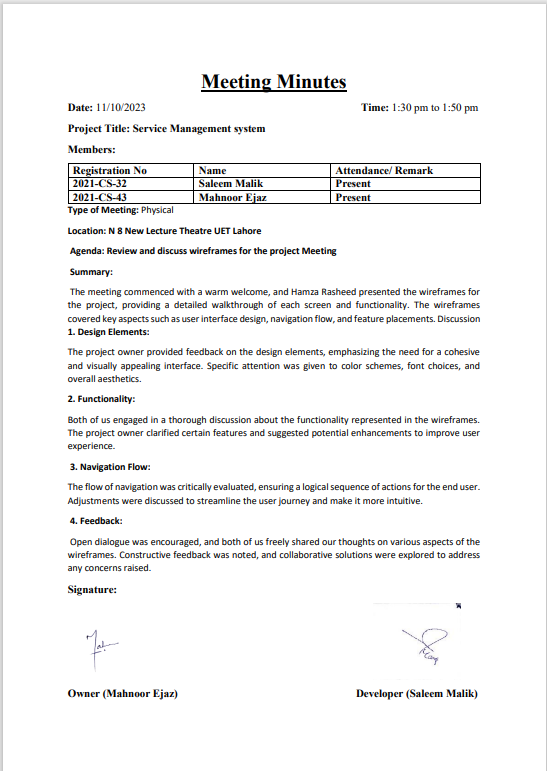 Meeting Minutes
Date: 11/10/2023 Time: 1:30 pm to 1:50 pm
Project Title: Service Management system
Members:
Registration No Name Attendance/ Remark
2021-CS-32 Saleem Malik Present
2021-CS-43 Mahnoor Ejaz Present
Type of Meeting: Physical
Location: N 8 New Lecture Theatre UET Lahore
Agenda: Review and discuss wireframes for the project Meeting
Summary:
The meeting commenced with a warm welcome, and Hamza Rasheed presented the wireframes for
the project, providing a detailed walkthrough of each screen and functionality. The wireframes
covered key aspects such as user interface design, navigation flow, and feature placements. Discussion
1. Design Elements:
The project owner provided feedback on the design elements, emphasizing the need for a cohesive
and visually appealing interface. Specific attention was given to color schemes, font choices, and
overall aesthetics.
2. Functionality:
Both of us engaged in a thorough discussion about the functionality represented in the wireframes.
The project owner clarified certain features and suggested potential enhancements to improve user
experience.
3. Navigation Flow:
The flow of navigation was critically evaluated, ensuring a logical sequence of actions for the end user.
Adjustments were discussed to streamline the user journey and make it more intuitive.
4. Feedback:
Open dialogue was encouraged, and both of us freely shared our thoughts on various aspects of the
wireframes. Constructive feedback was noted, and collaborative solutions were explored to address
any concerns raised.
Signature:
Owner (Mahnoor Ejaz) Developer (Saleem Malik)